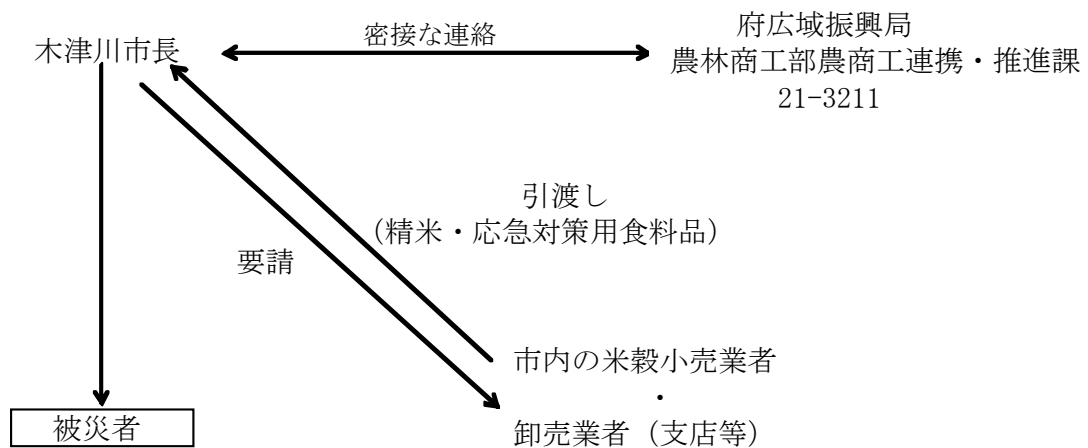 密接な連絡
木津川市長
府広域振興局
農林商工部農商工連携・推進課
21-3211
引渡し
(精米・応急対策用食料品)
要請
市内の米穀小売業者
・
卸売業者（支店等）
被災者